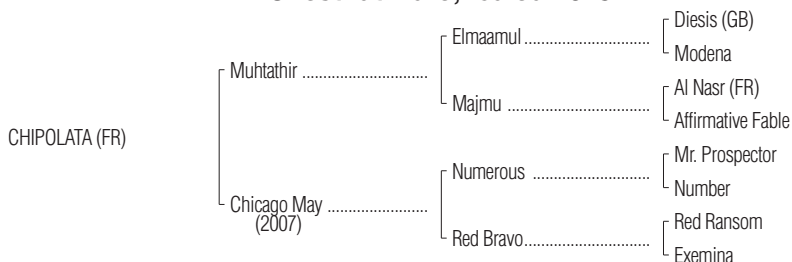 Diesis (GB)
Elmaamul ..............................
Modena
Muhtathir ..............................
Al Nasr (FR)
Majmu ..............................
Affirmative Fable
CHIPOLATA (FR)
Mr. Prospector
Numerous ..............................
Number
Chicago May ........................
(2007)
Red Ransom
Red Bravo..............................
Exemina